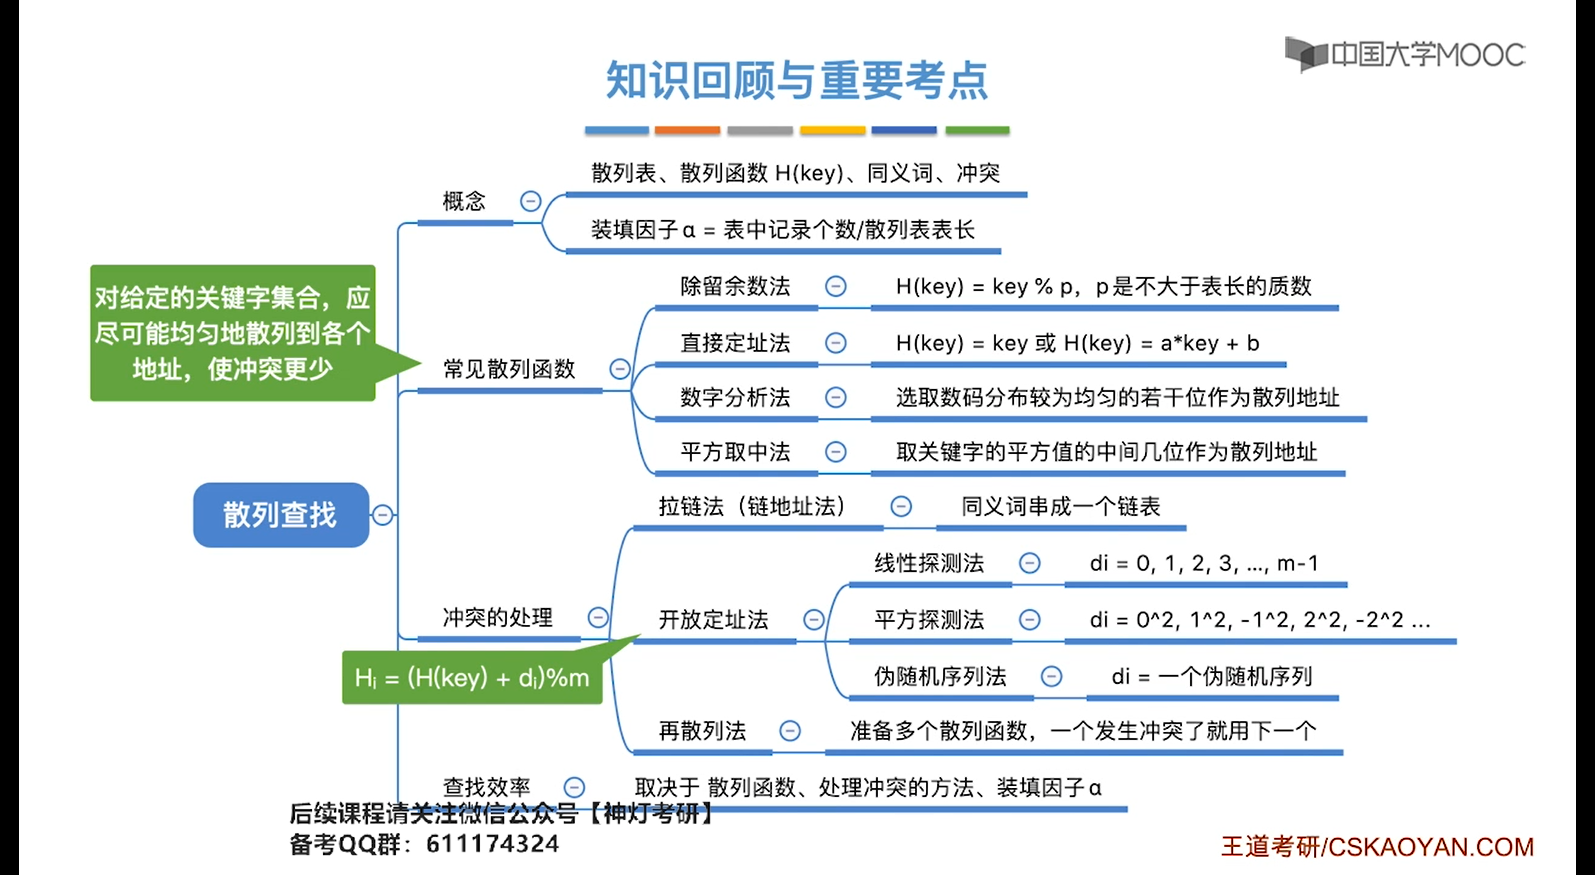 中国大学MOOC
知识回顾与重要考点
散列表、散列函数 H(key)、同义词、冲突
概念
装填因子 α = 表中记录个数/散列表表长
对给定的关键字集合，应
尽可能均匀地散列到各个
地址，使冲突更少
除留余数法
H(key) = key % p，p 是不大于表长的质数
直接定址法
H(key) = key 或 H(key) = a*key + b
常见散列函数
数字分析法
选取数码分布较为均匀的若干位作为散列地址
平方取中法
取关键字的平方值的中间几位作为散列地址
散列查找
拉链法（链地址法）
同义词串成一个链表
线性探测法
di = 0, 1, 2, 3, ..., m-1
冲突的处理
开放定址法
平方探测法
di = 0^2, 1^2, -1^2, 2^2, -2^2 ...
Hᵢ = (H(key) + dᵢ)%m
伪随机序列法
di = 一个伪随机序列
再散列法
准备多个散列函数，一个发生冲突了就用下一个
查找效率
取决于 散列函数、处理冲突的方法、装填因子 α
后续课程请关注微信公众号【神灯考研】
备考QQ群：611174324
王道考研/CSKAOYAN.COM